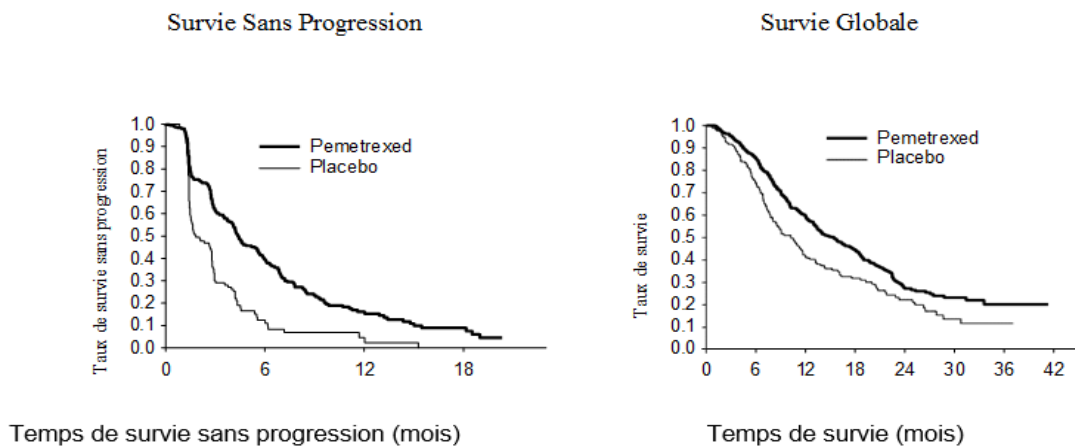 Survie Sans Progression
Survie Globale
Taux de survie sans progression
1.0
0.9
0.8
0.7
0.6
0.5
0.4
0.3
0.2
0.1
0.0
Pemetrexed
Placebo
0 6 12 18
Temps de survie sans progression (mois)
Taux de survie
1.0
0.9
0.8
0.7
0.6
0.5
0.4
0.3
0.2
0.1
0.0
Pemetrexed
Placebo
0 6 12 18 24 30 36 42
Temps de survie (mois)